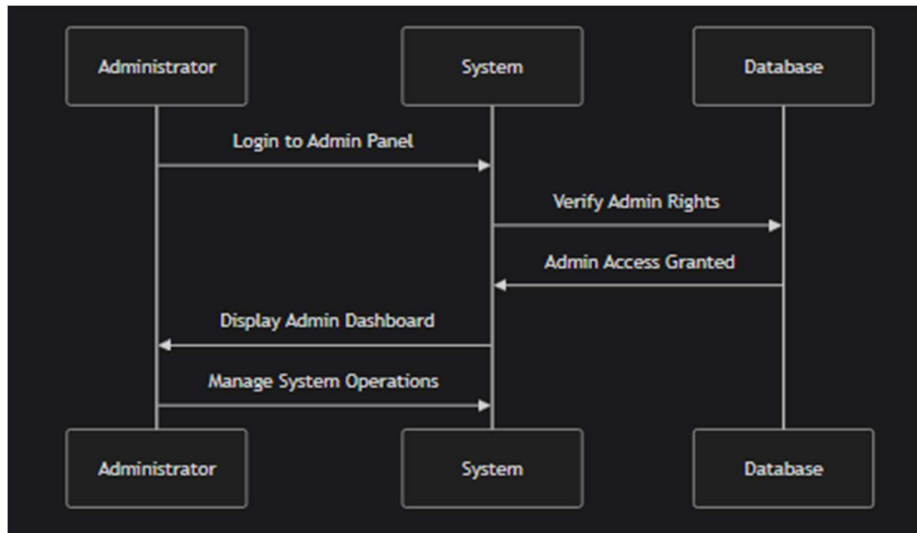 Administrator
System
Database
Login to Admin Panel
Verify Admin Rights
Admin Access Granted
Display Admin Dashboard
Manage System Operations
Administrator
System
Database